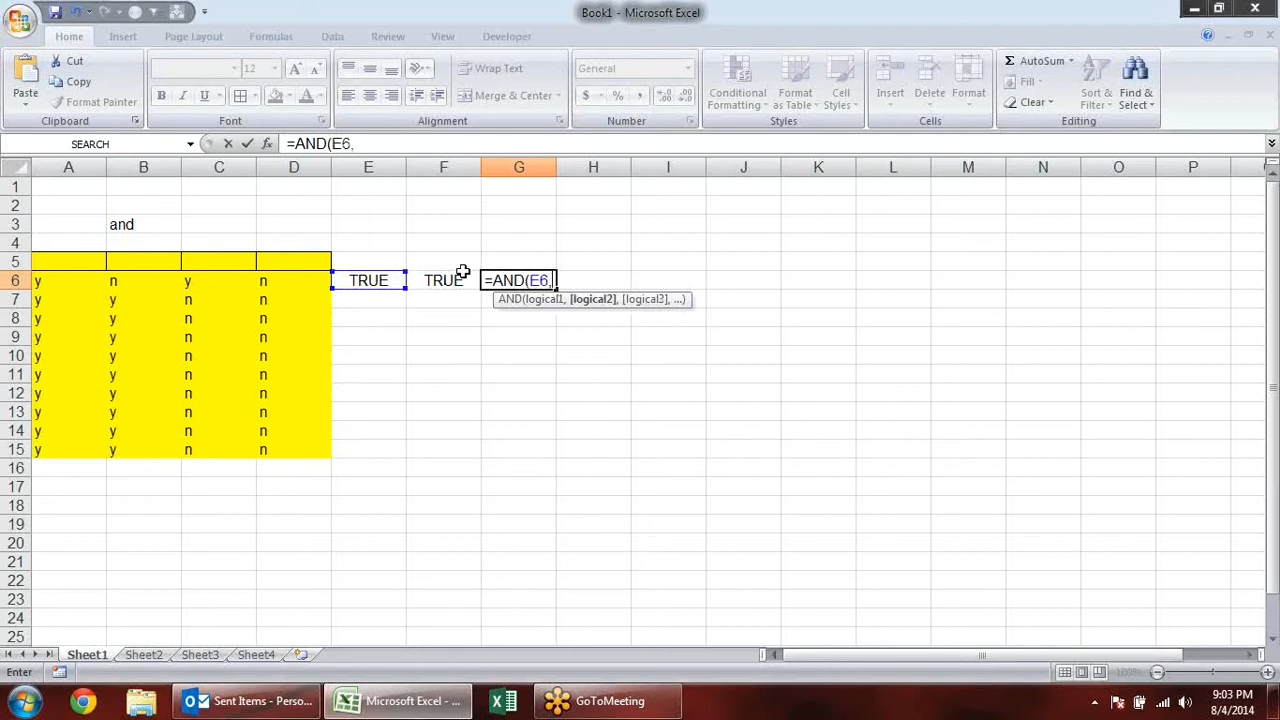 Book1 - Microsoft Excel
Home Insert Page Layout Formulas Data Review View Developer
Paste
Cut
Copy
Format Painter
Clipboard
12
Font
Wrap Text
Merge & Center
Alignment
General
$ % ,
Number
Conditional Formatting
Format as Table
Cell Styles
Styles
Insert Delete Format
Cells
AutoSum
Fill
Clear
Sort & Filter
Find & Select
Editing
SEARCH fx =AND(E6,
A B C D E F G H I J K L M N O P
1
2
3 and
4
5
6 y n y n TRUE TRUE =AND(E6,
7 y y n n AND(logical1, [logical2], [logical3], ...)
8 y y n n
9 y y n n
10 y y n n
11 y y n n
12 y y n n
13 y y n n
14 y y n n
15 y y n n
16
17
18
19
20
21
22
23
24
25
Sheet1 Sheet2 Sheet3 Sheet4
Enter 100%
Sent Items - Perso... Microsoft Excel - ... GoToMeeting 9:03 PM
8/4/2014